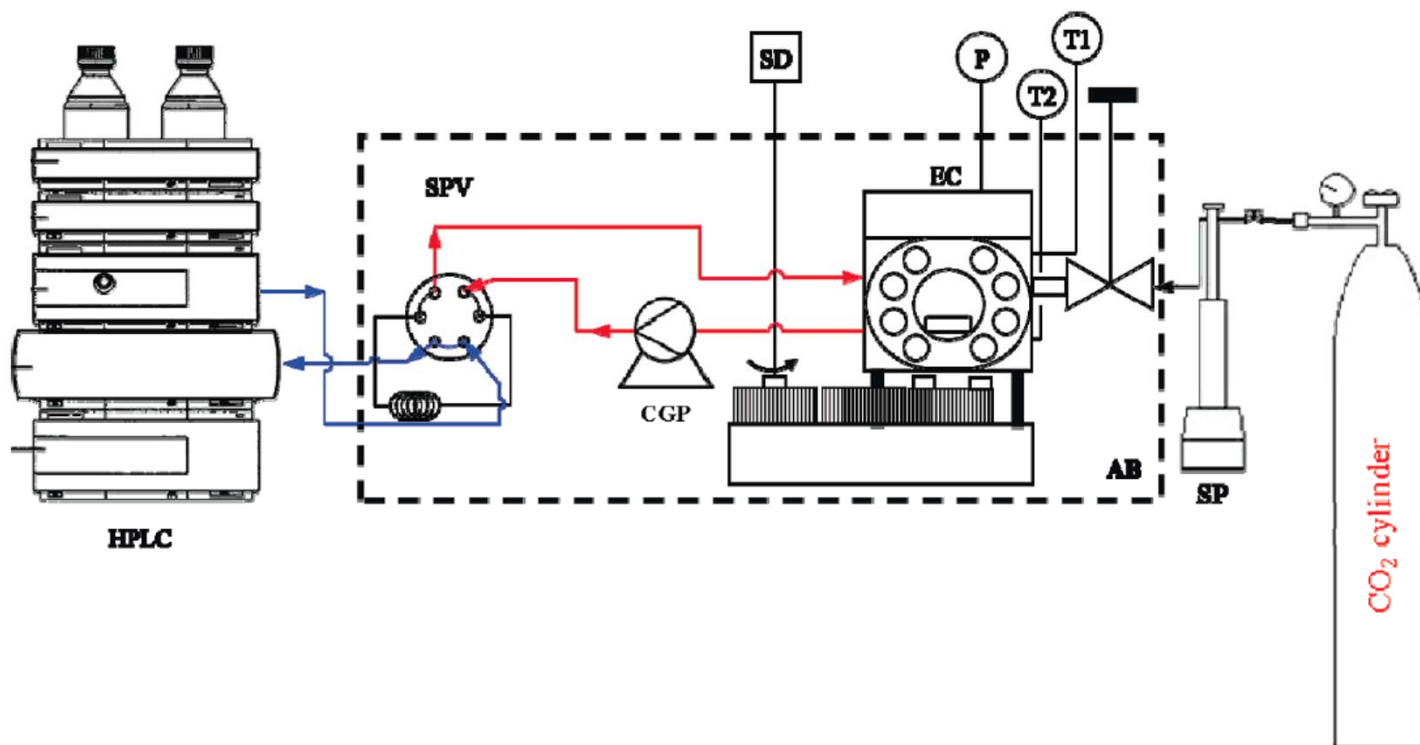 SD
P
T1
T2
SPV
EC
CGP
AB
SP
HPLC
CO₂ cylinder